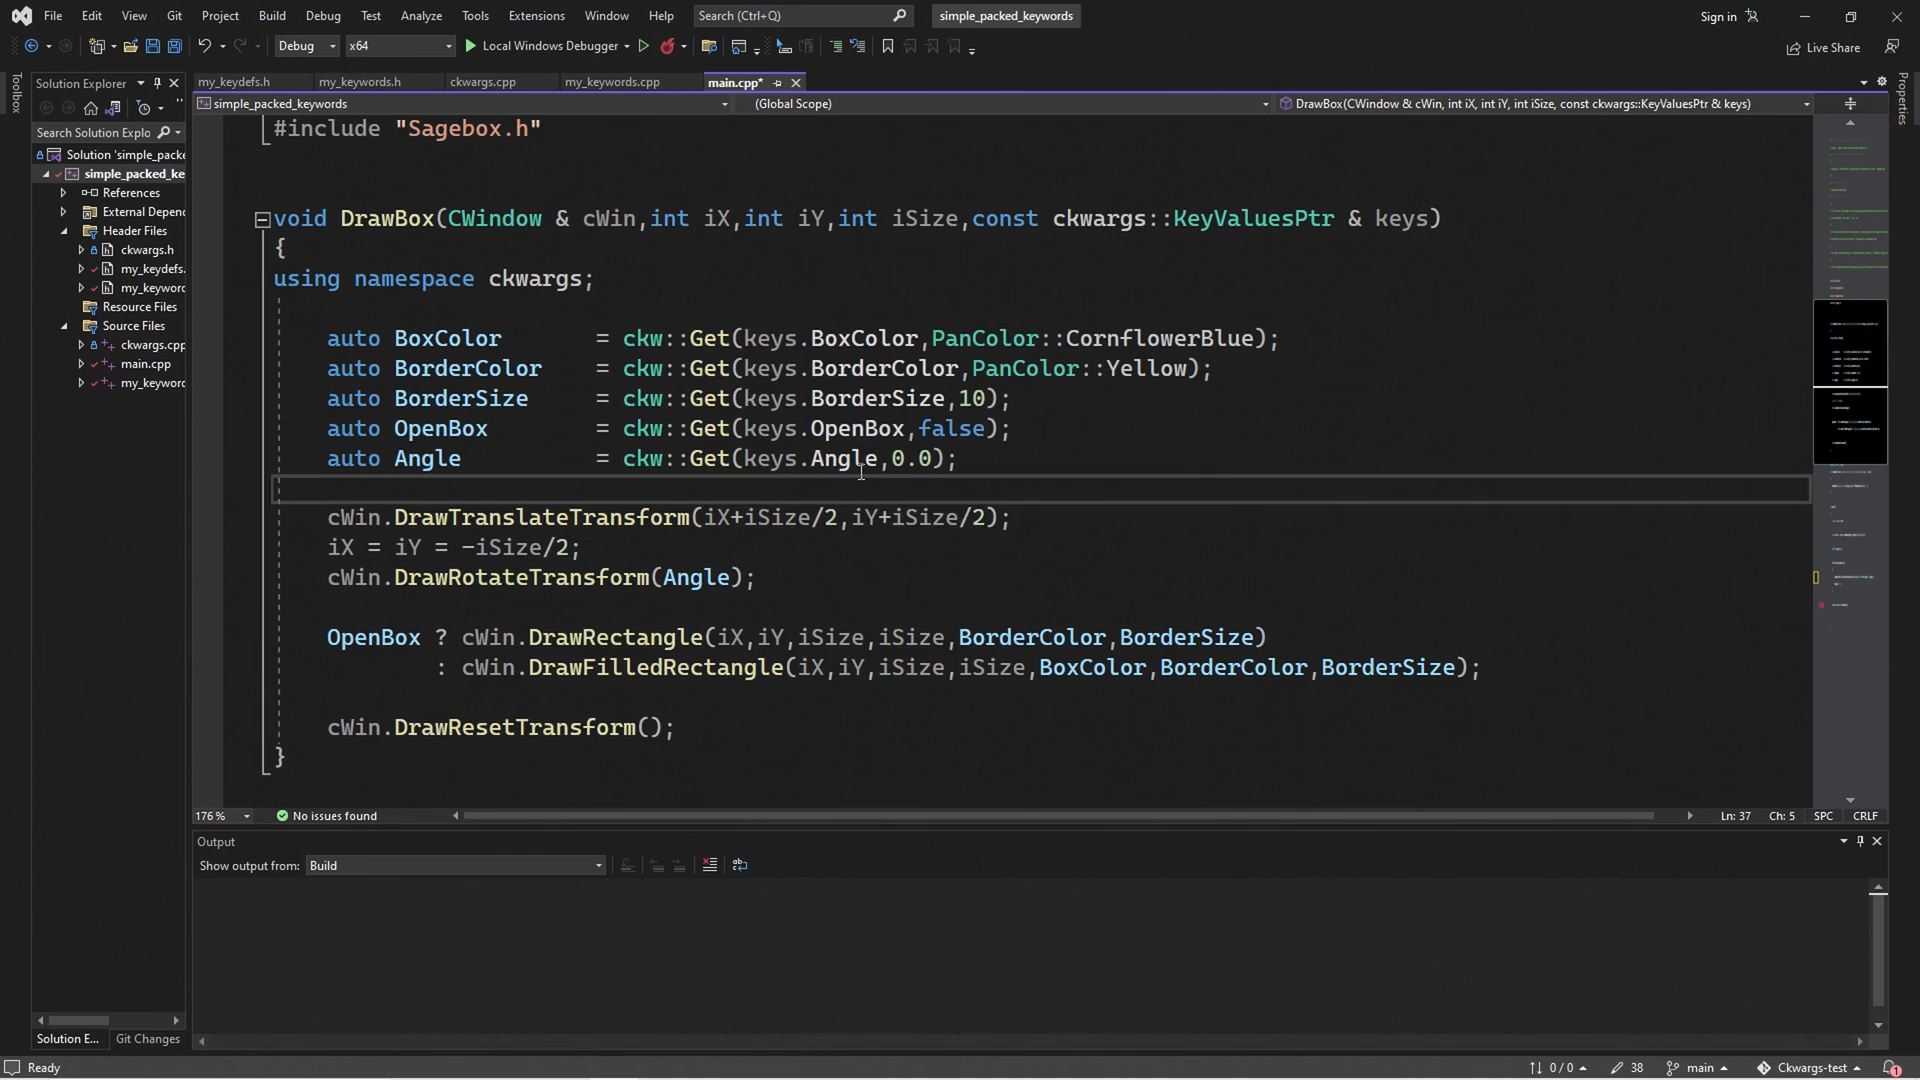 File Edit View Git Project Build Debug Test Analyze Tools Extensions Window Help Search (Ctrl+Q) simple_packed_keywords Sign in
Debug x64 Local Windows Debugger Live Share
Toolbox
Solution Explorer
Search Solution Explo
Solution 'simple_packe
simple_packed_ke
References
External Depend
Header Files
ckwargs.h
my_keydefs.
my_keyword
Resource Files
Source Files
ckwargs.cpp
main.cpp
my_keyword
Solution E... Git Changes
my_keydefs.h my_keywords.h ckwargs.cpp my_keywords.cpp main.cpp*
simple_packed_keywords (Global Scope) DrawBox(CWindow & cWin, int iX, int iY, int iSize, const ckwargs::KeyValuesPtr & keys)
Properties
#include "Sagebox.h"
void DrawBox(CWindow & cWin,int iX,int iY,int iSize,const ckwargs::KeyValuesPtr & keys)
{
using namespace ckwargs;
auto BoxColor = ckw::Get(keys.BoxColor,PanColor::CornflowerBlue);
auto BorderColor = ckw::Get(keys.BorderColor,PanColor::Yellow);
auto BorderSize = ckw::Get(keys.BorderSize,10);
auto OpenBox = ckw::Get(keys.OpenBox,false);
auto Angle = ckw::Get(keys.Angle,0.0);
cWin.DrawTranslateTransform(iX+iSize/2,iY+iSize/2);
iX = iY = -iSize/2;
cWin.DrawRotateTransform(Angle);
OpenBox ? cWin.DrawRectangle(iX,iY,iSize,iSize,BorderColor,BorderSize)
: cWin.DrawFilledRectangle(iX,iY,iSize,iSize,BoxColor,BorderColor,BorderSize);
cWin.DrawResetTransform();
}
176 % No issues found Ln: 37 Ch: 5 SPC CRLF
Output
Show output from: Build
Ready 0 / 0 38 main Ckwargs-test 1